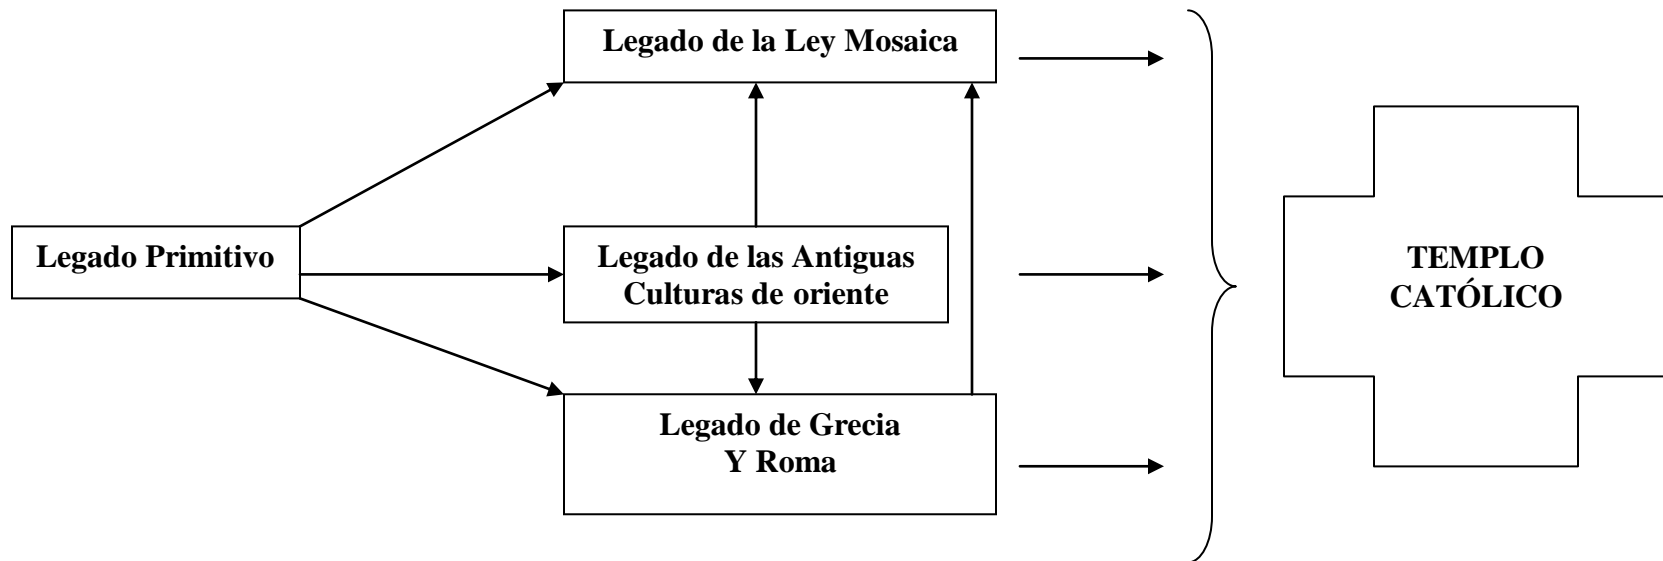 Legado de la Ley Mosaica
Legado Primitivo
Legado de las Antiguas
Culturas de oriente
TEMPLO
CATÓLICO
Legado de Grecia
Y Roma